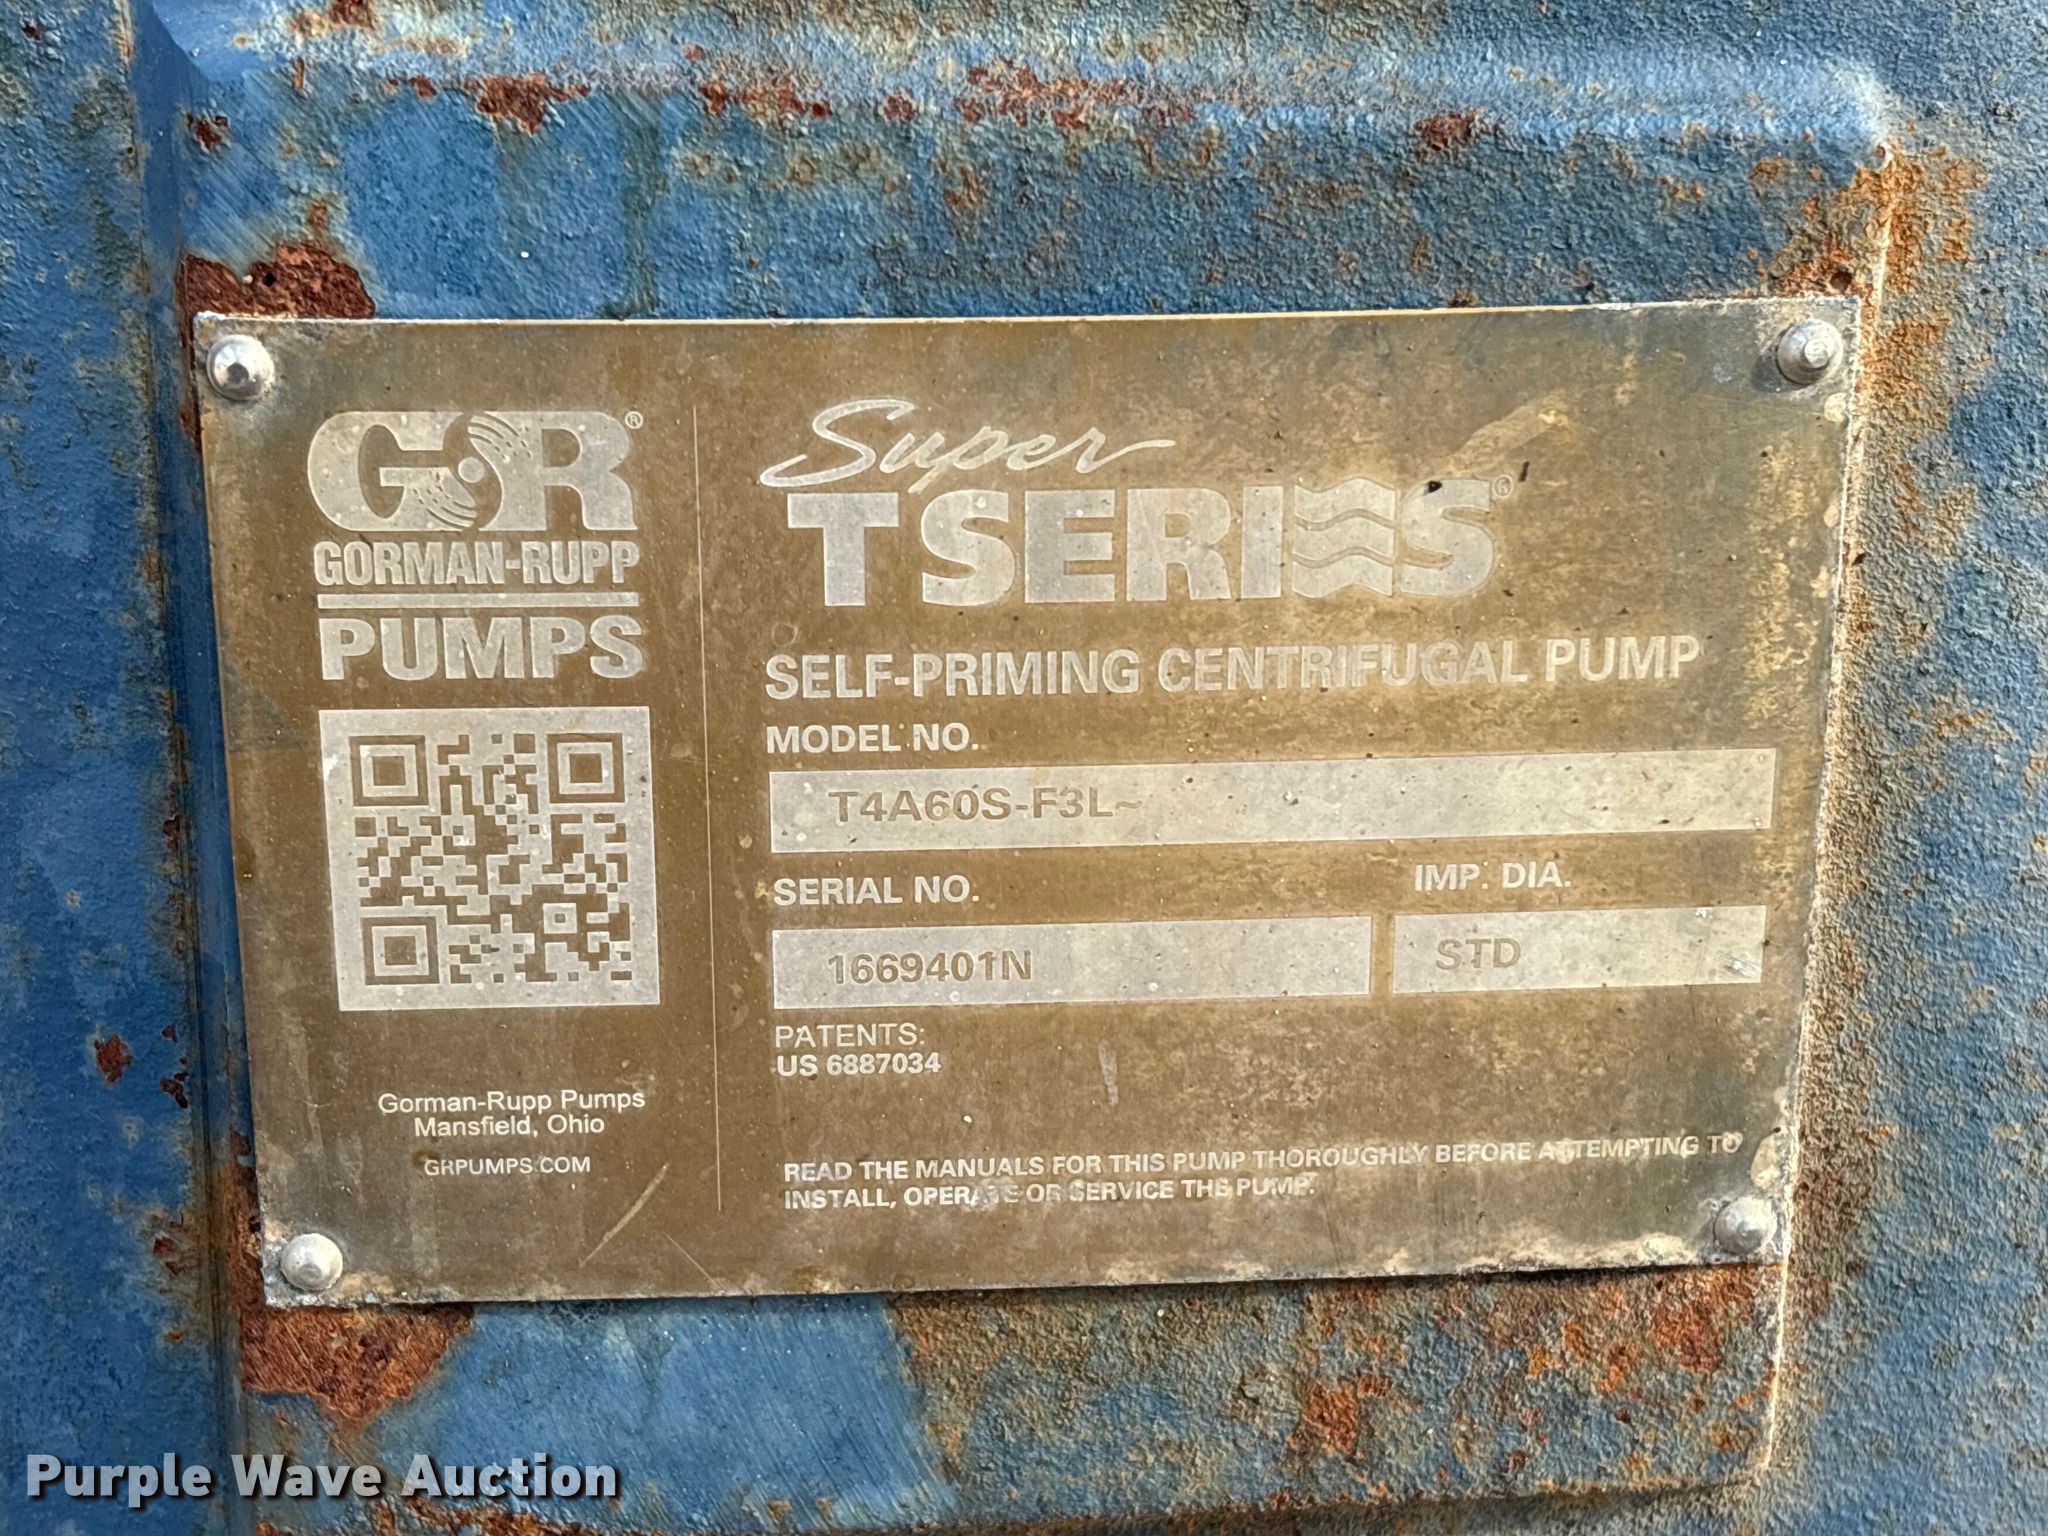 GR®
GORMAN-RUPP
PUMPS
Gorman-Rupp Pumps
Mansfield, Ohio
GRPUMPS.COM
Super
T SERIES®
SELF-PRIMING CENTRIFUGAL PUMP
MODEL NO.
T4A60S-F3L~
SERIAL NO.
IMP. DIA.
1669401N
STD
PATENTS:
US 6887034
READ THE MANUALS FOR THIS PUMP THOROUGHLY BEFORE ATTEMPTING TO
INSTALL, OPERATE OR SERVICE THE PUMP.
Purple Wave Auction